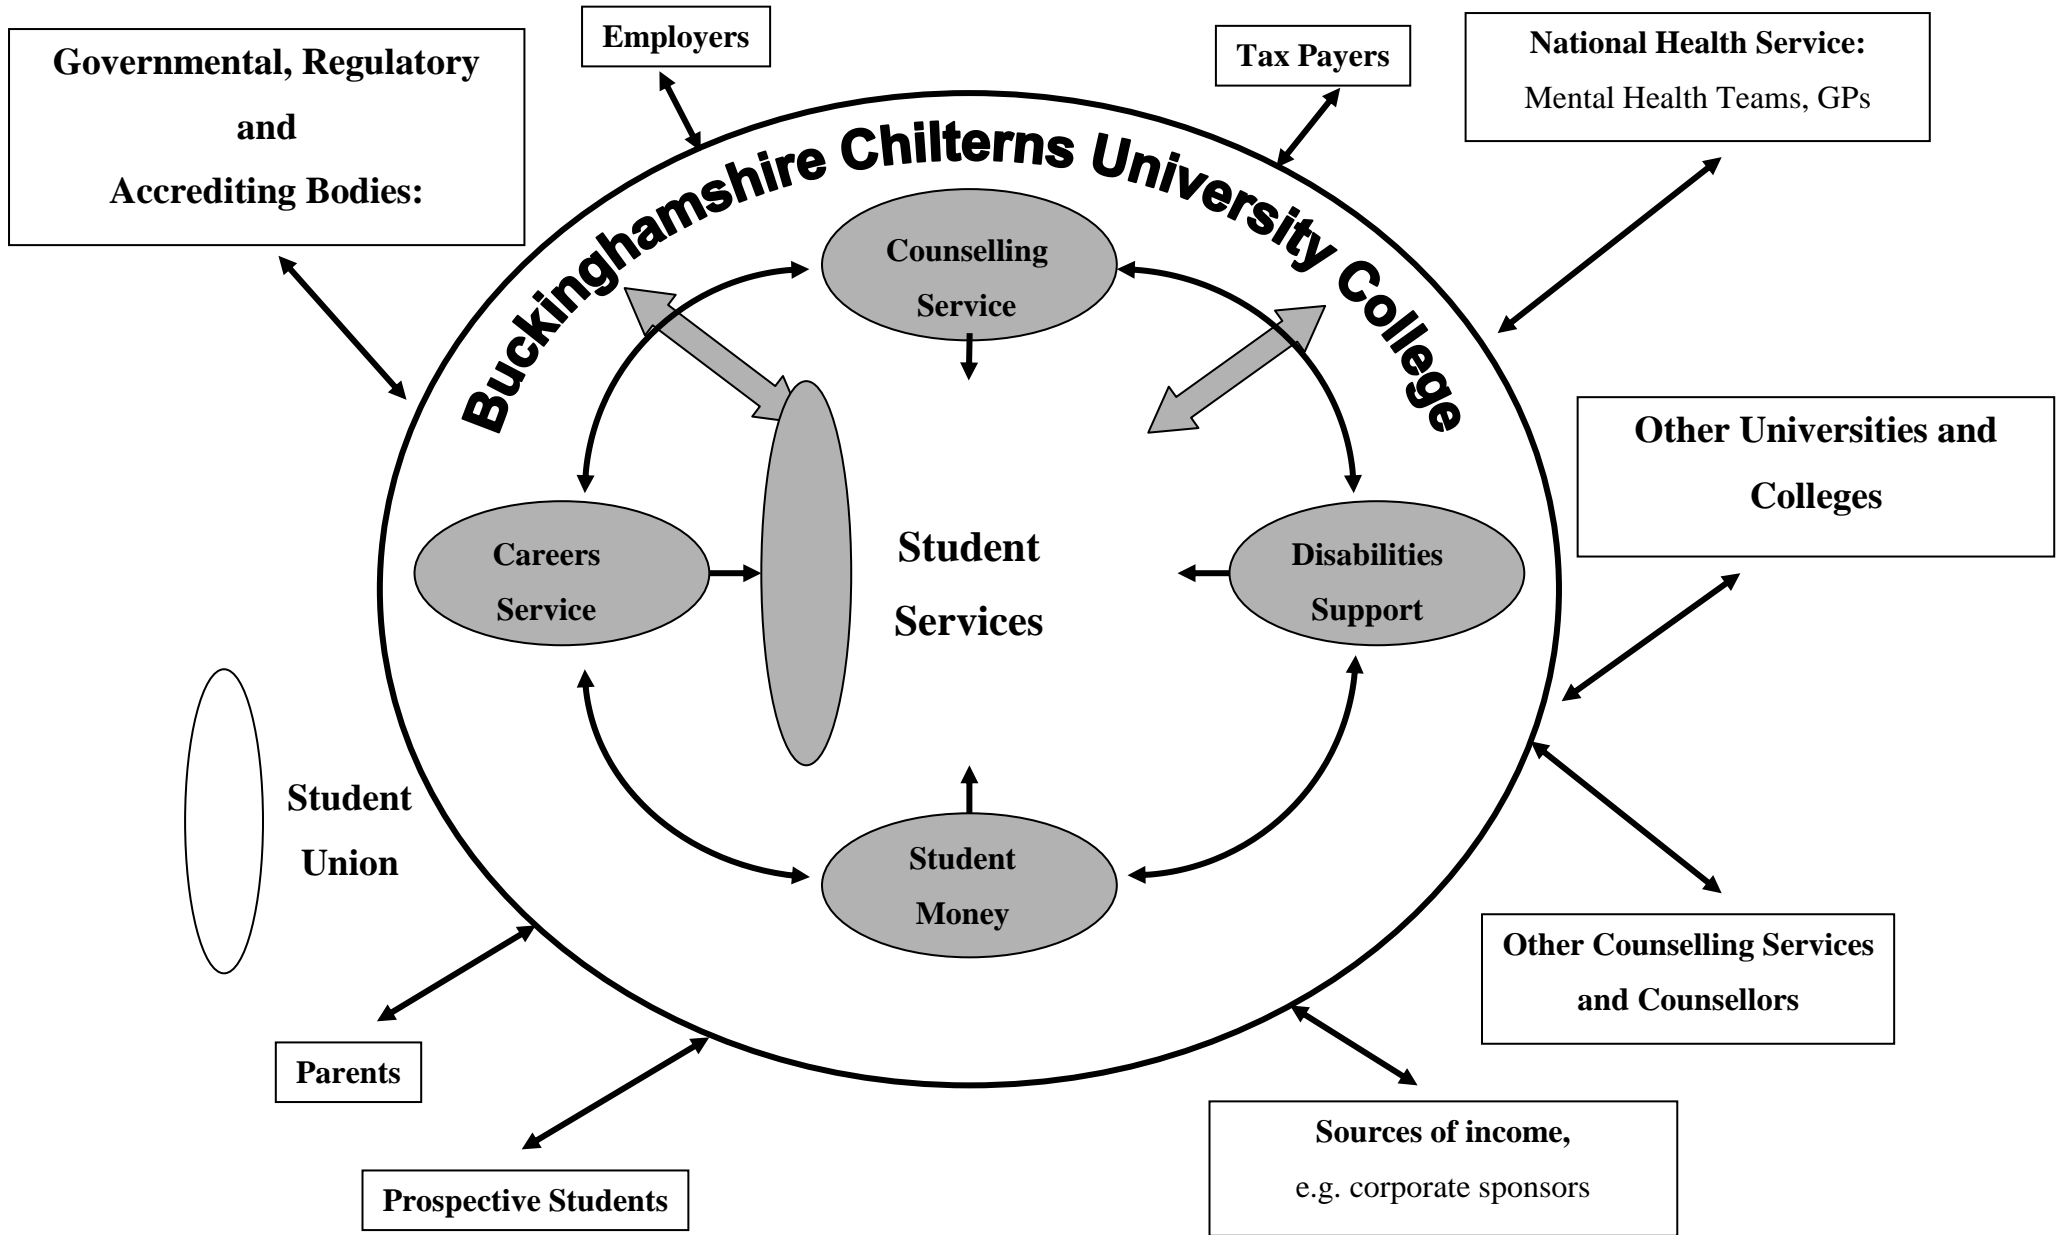 Employers
Governmental, Regulatory
and
Accrediting Bodies:
Tax Payers
National Health Service:
Mental Health Teams, GPs
Buckinghamshire Chilterns University College
Counselling
Service
Other Universities and
Colleges
Careers
Service
Student
Services
Disabilities
Support
Student
Union
Student
Money
Other Counselling Services
and Counsellors
Parents
Prospective Students
Sources of income,
e.g. corporate sponsors